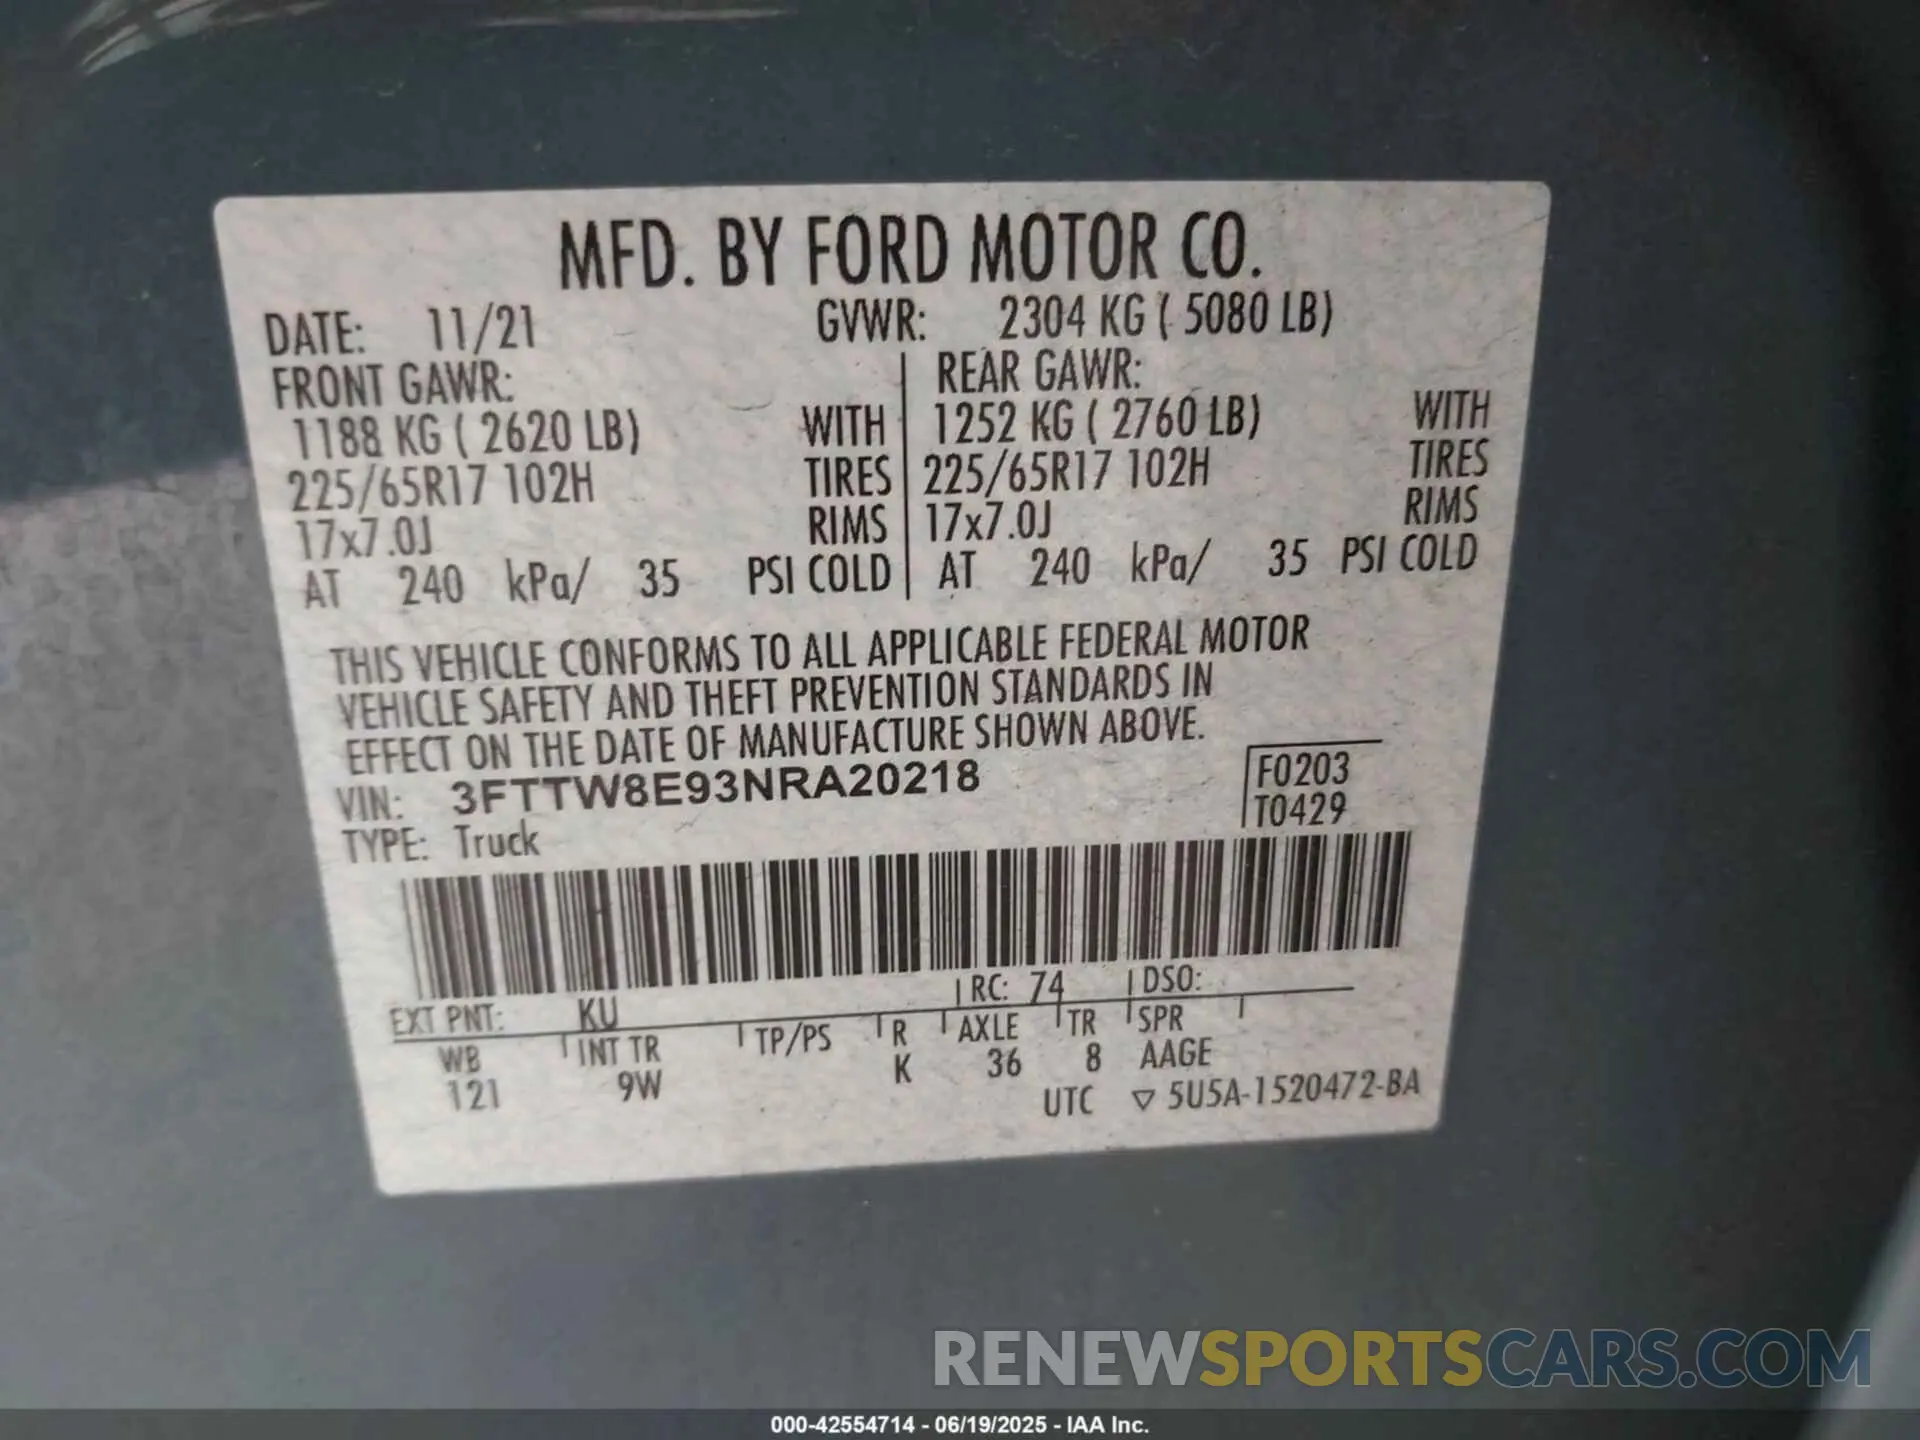 MFD. BY FORD MOTOR CO.
DATE: 11/21 GVWR: 2304 KG ( 5080 LB)
FRONT GAWR: REAR GAWR:
1188 KG ( 2620 LB) WITH 1252 KG ( 2760 LB) WITH
225/65R17 102H TIRES 225/65R17 102H TIRES
17x7.0J RIMS 17x7.0J RIMS
AT 240 kPa/ 35 PSI COLD AT 240 kPa/ 35 PSI COLD
THIS VEHICLE CONFORMS TO ALL APPLICABLE FEDERAL MOTOR
VEHICLE SAFETY AND THEFT PREVENTION STANDARDS IN
EFFECT ON THE DATE OF MANUFACTURE SHOWN ABOVE.
VIN: 3FTTW8E93NRA20218 F0203
TYPE: Truck T0429
EXT PNT: KU RC: 74 DSO:
WB INT TR TP/PS R AXLE TR SPR
121 9W K 36 8 AAGE
UTC ▽ 5U5A-1520472-BA
RENEWSPORTSCARS.COM
000-42554714 - 06/19/2025 - IAA Inc.